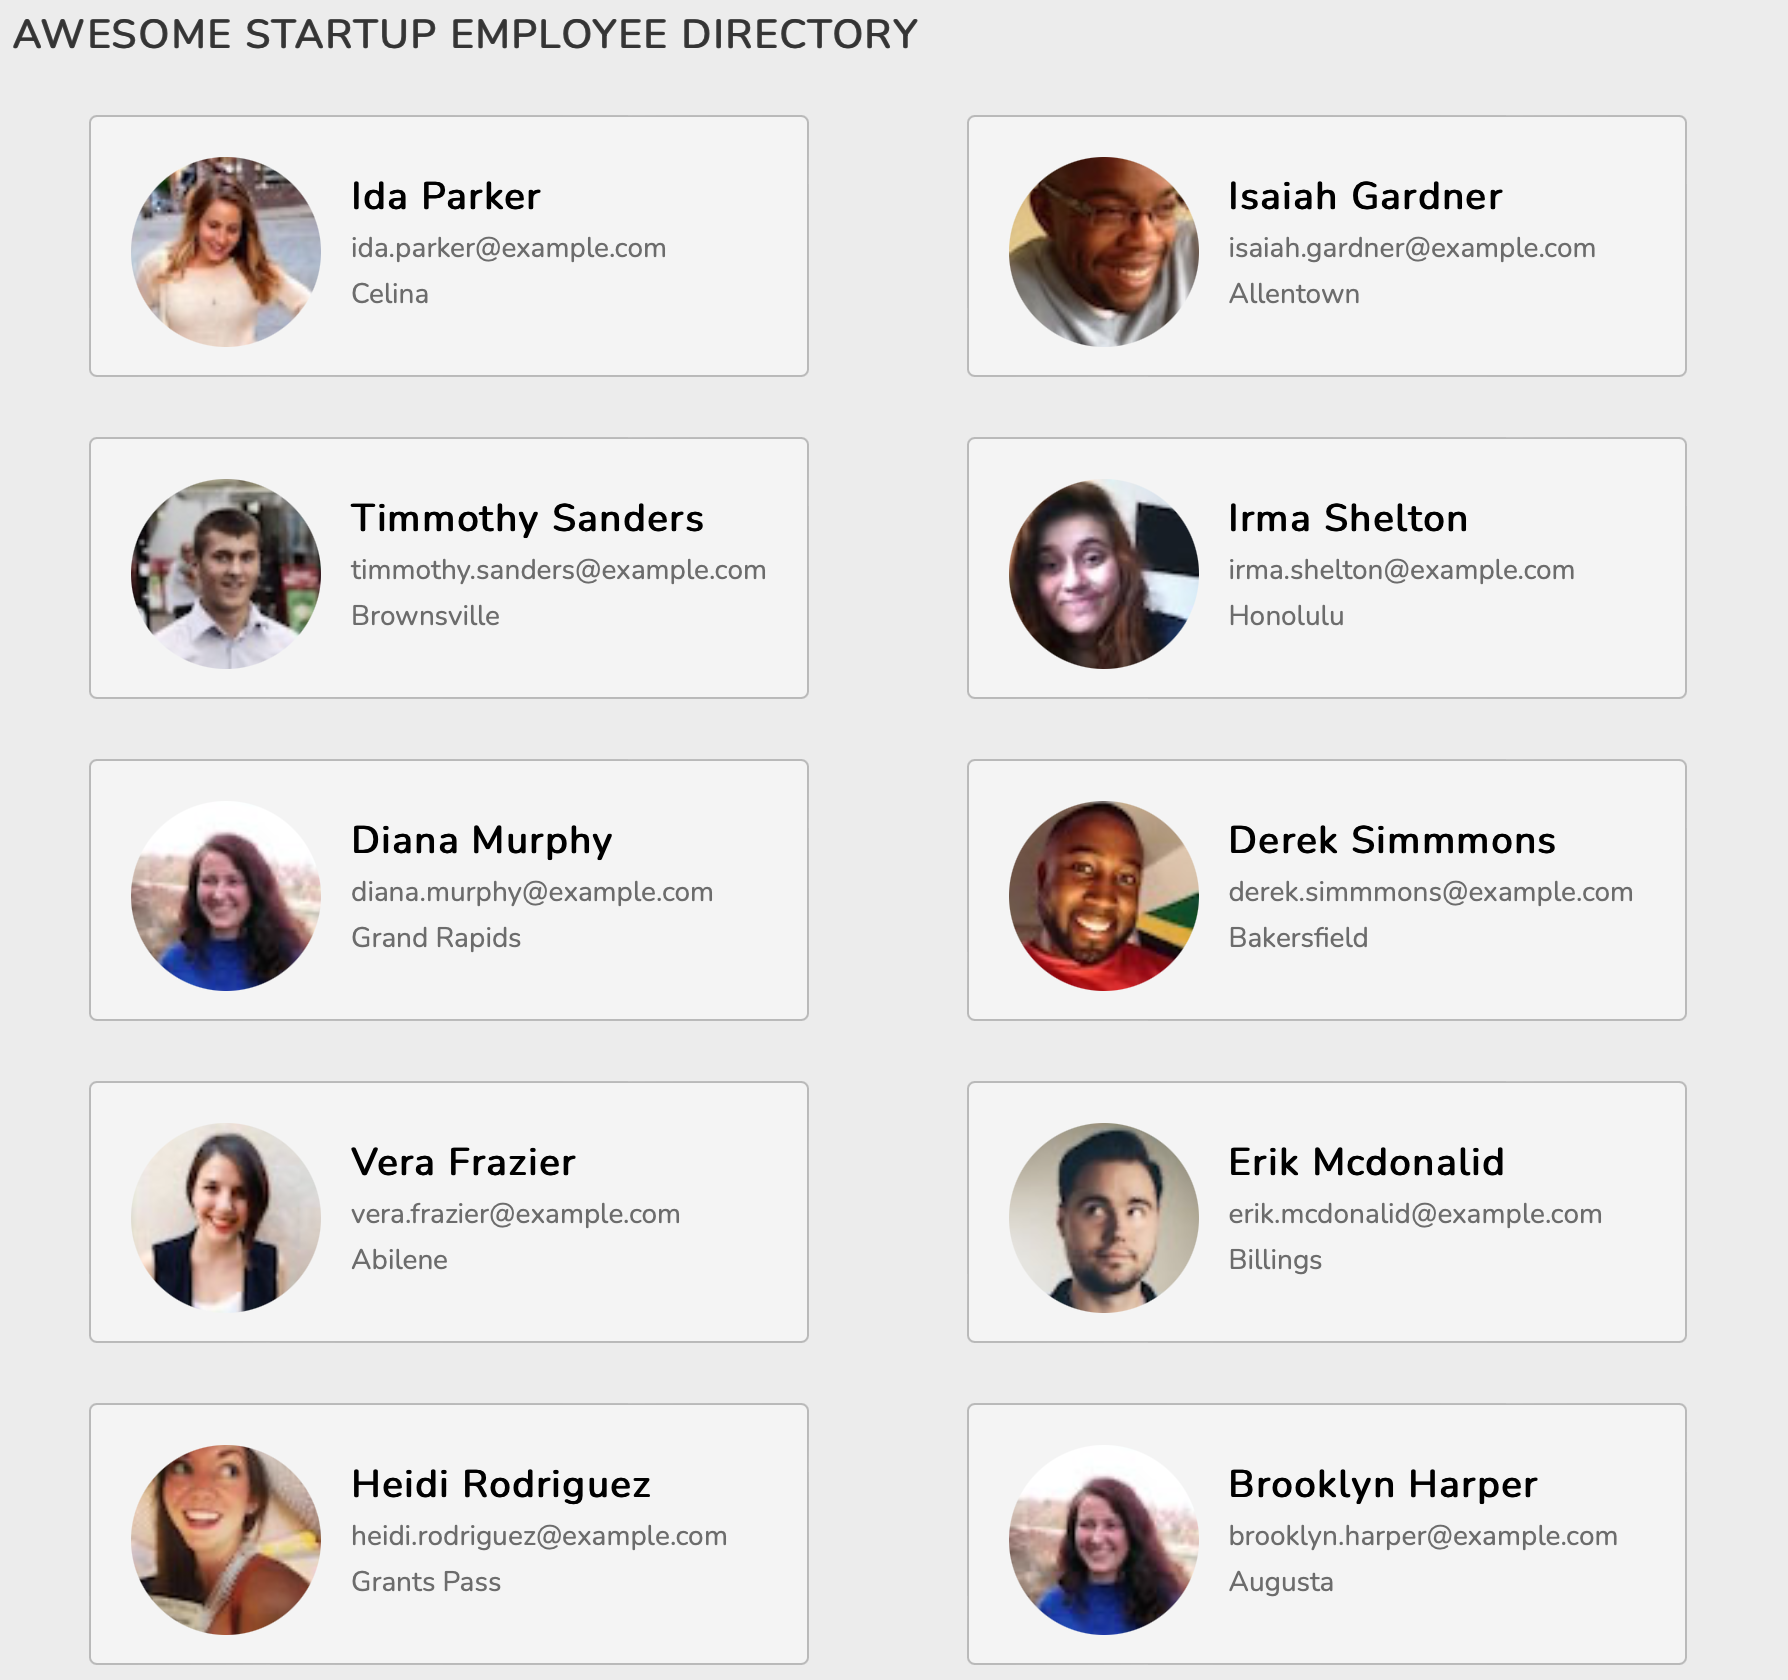 AWESOME STARTUP EMPLOYEE DIRECTORY
Ida Parker
ida.parker@example.com
Celina
Isaiah Gardner
isaiah.gardner@example.com
Allentown
Timmothy Sanders
timmothy.sanders@example.com
Brownsville
Irma Shelton
irma.shelton@example.com
Honolulu
Diana Murphy
diana.murphy@example.com
Grand Rapids
Derek Simmmons
derek.simmmons@example.com
Bakersfield
Vera Frazier
vera.frazier@example.com
Abilene
Erik Mcdonalid
erik.mcdonalid@example.com
Billings
Heidi Rodriguez
heidi.rodriguez@example.com
Grants Pass
Brooklyn Harper
brooklyn.harper@example.com
Augusta